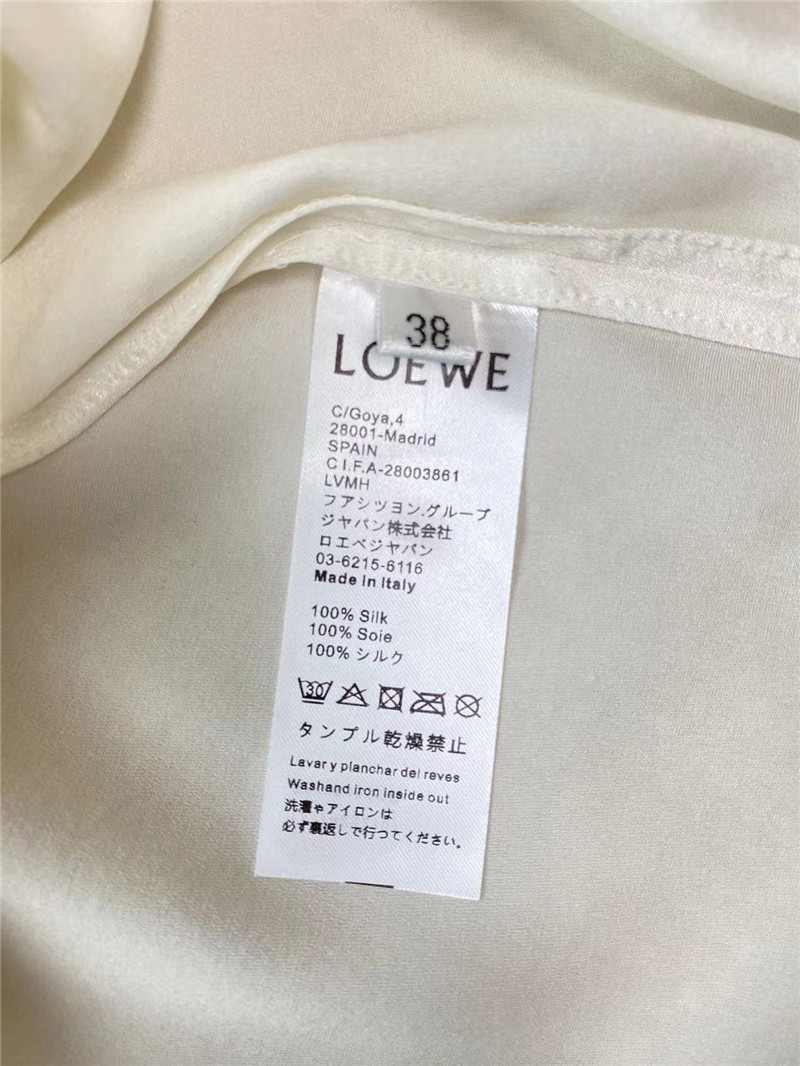 38
LOEWE
C/Goya,4
28001-Madrid
SPAIN
C I.F.A-28003861
LVMH
フアシツヨン.グループ
ジヤパン株式会社
ロエベジヤパン
03-6215-6116
Made in Italy
100% Silk
100% Soie
100% シルク
30
タンプル乾燥禁止
Lavar y planchar del reves
Washand iron inside out
洗濯やアイロンは
必ず裏返しで行つてください。